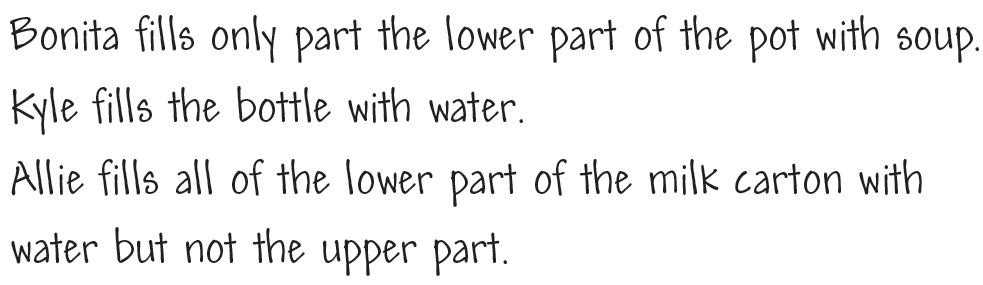 Bonita fills only part the lower part of the pot with soup.
Kyle fills the bottle with water.
Allie fills all of the lower part of the milk carton with
water but not the upper part.